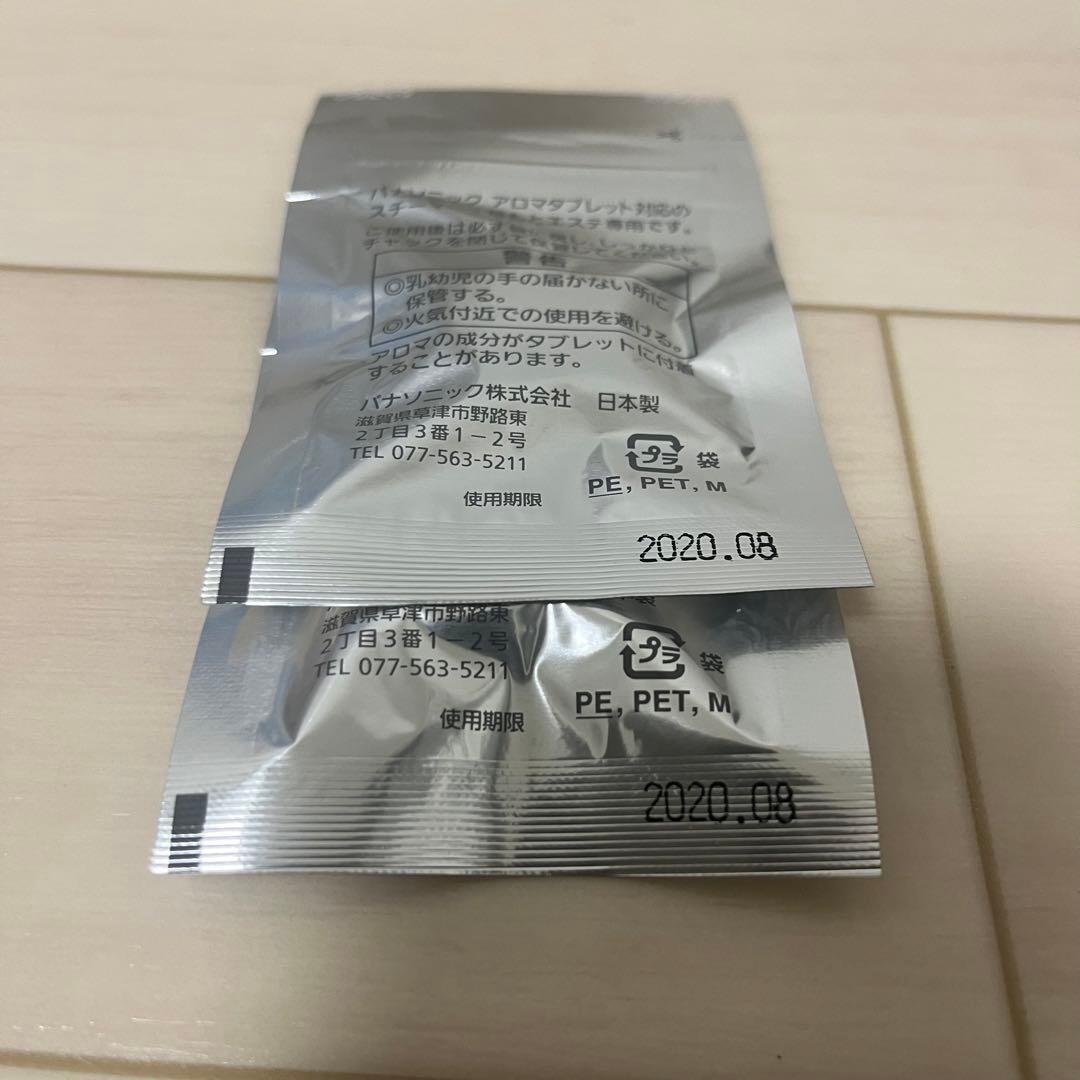 パナソニック アロマタブレット対応の
エステ専用です。
ご使用後は必ず
チャックを閉じて
警告
◎乳幼児の手の届かない所に
保管する。
◎火気付近での使用を避ける。
アロマの成分がタブレットに付着
することがあります。
パナソニック株式会社 日本製
滋賀県草津市野路東
2丁目3番1-2号
TEL 077-563-5211
プラ 袋
PE, PET, M
使用期限
2020.08
滋賀県草津市野路東
2丁目3番1-2号
TEL 077-563-5211
プラ 袋
PE, PET, M
使用期限
2020.08